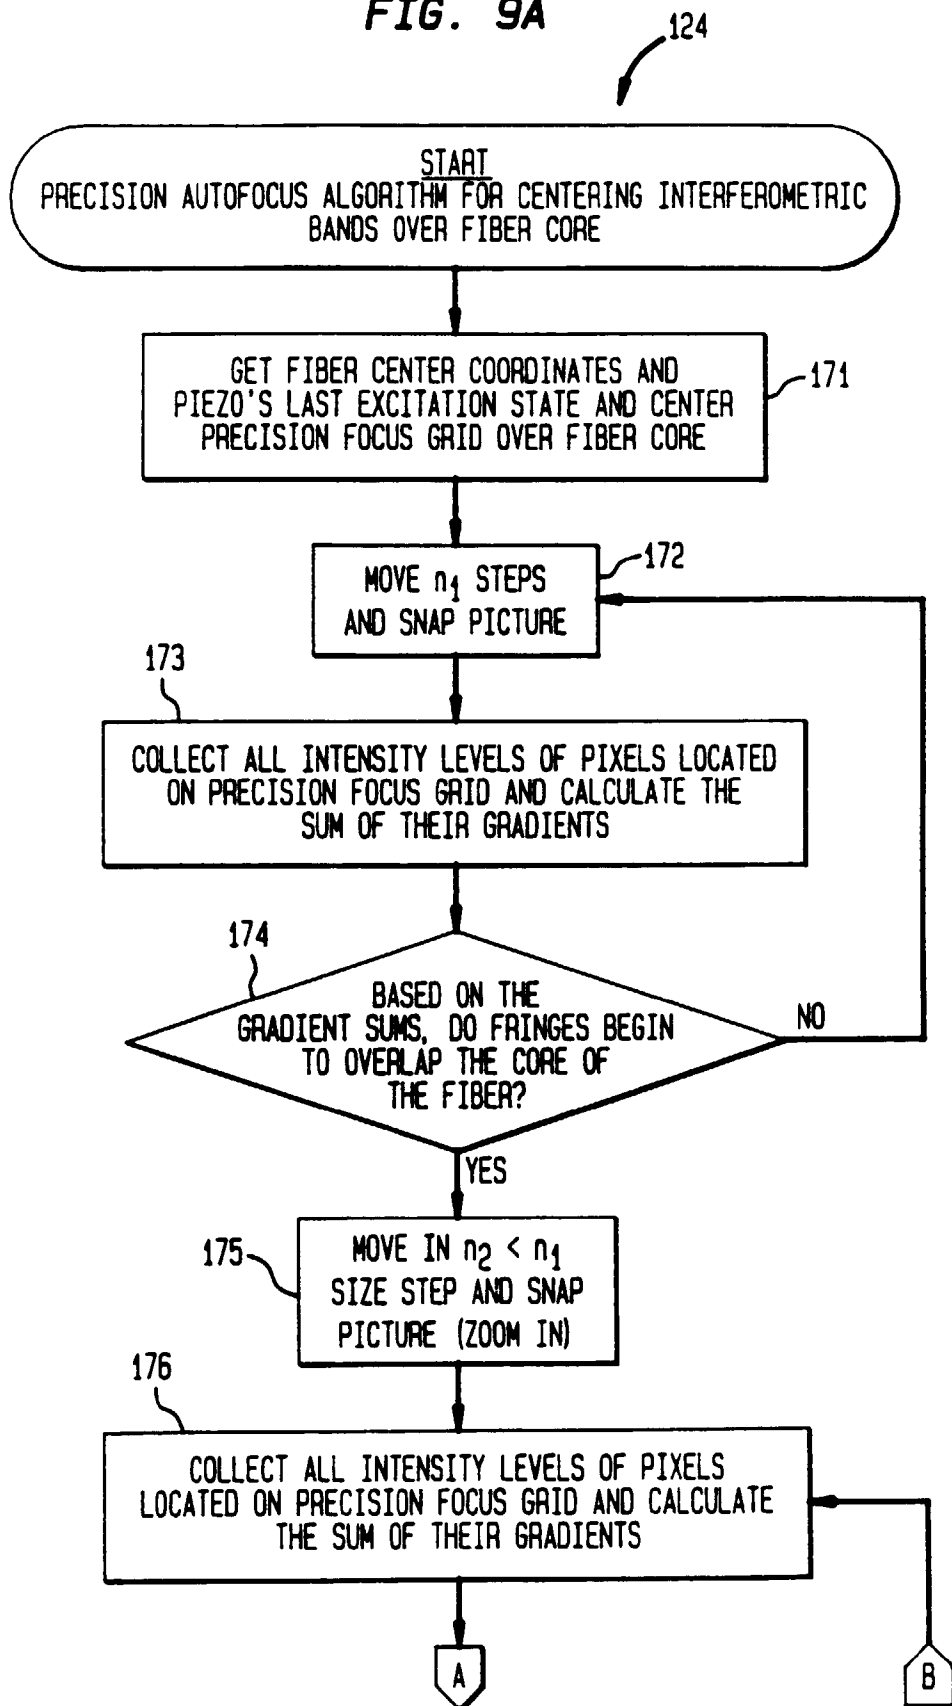 FIG. 9A
124
START
PRECISION AUTOFOCUS ALGORITHM FOR CENTERING INTERFEROMETRIC
BANDS OVER FIBER CORE
GET FIBER CENTER COORDINATES AND
PIEZO'S LAST EXCITATION STATE AND CENTER
PRECISION FOCUS GRID OVER FIBER CORE
171
MOVE n1 STEPS
AND SNAP PICTURE
172
173
COLLECT ALL INTENSITY LEVELS OF PIXELS LOCATED
ON PRECISION FOCUS GRID AND CALCULATE THE
SUM OF THEIR GRADIENTS
174
BASED ON THE
GRADIENT SUMS, DO FRINGES BEGIN
TO OVERLAP THE CORE OF
THE FIBER?
NO
YES
175
MOVE IN n2 < n1
SIZE STEP AND SNAP
PICTURE (ZOOM IN)
176
COLLECT ALL INTENSITY LEVELS OF PIXELS
LOCATED ON PRECISION FOCUS GRID AND CALCULATE
THE SUM OF THEIR GRADIENTS
A
B